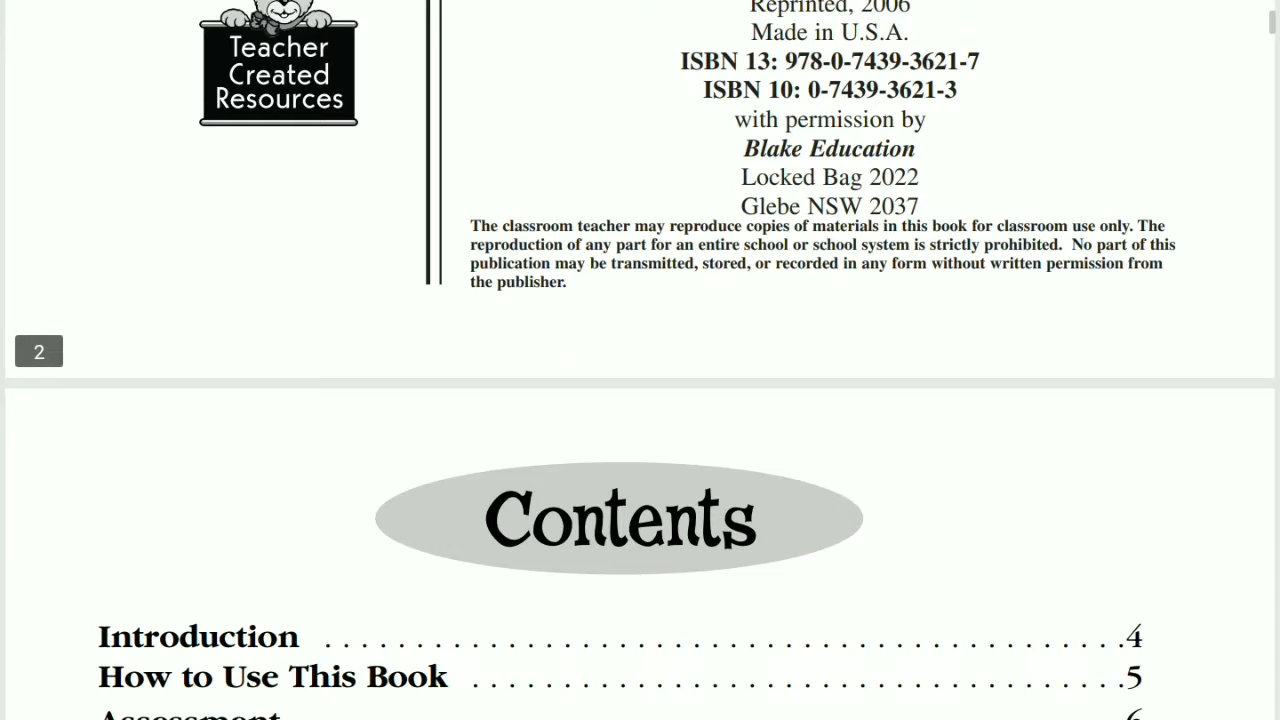 Teacher
Created
Resources
Reprinted, 2006
Made in U.S.A.
ISBN 13: 978-0-7439-3621-7
ISBN 10: 0-7439-3621-3
with permission by
Blake Education
Locked Bag 2022
Glebe NSW 2037
The classroom teacher may reproduce copies of materials in this book for classroom use only. The
reproduction of any part for an entire school or school system is strictly prohibited. No part of this
publication may be transmitted, stored, or recorded in any form without written permission from
the publisher.
2
Contents
Introduction . . . . . . . . . . . . . . . . . . . . . . . . . . . . . . . . . . . . . . . . . . .4
How to Use This Book . . . . . . . . . . . . . . . . . . . . . . . . . . . . . . . . . . .5
Assessment 6